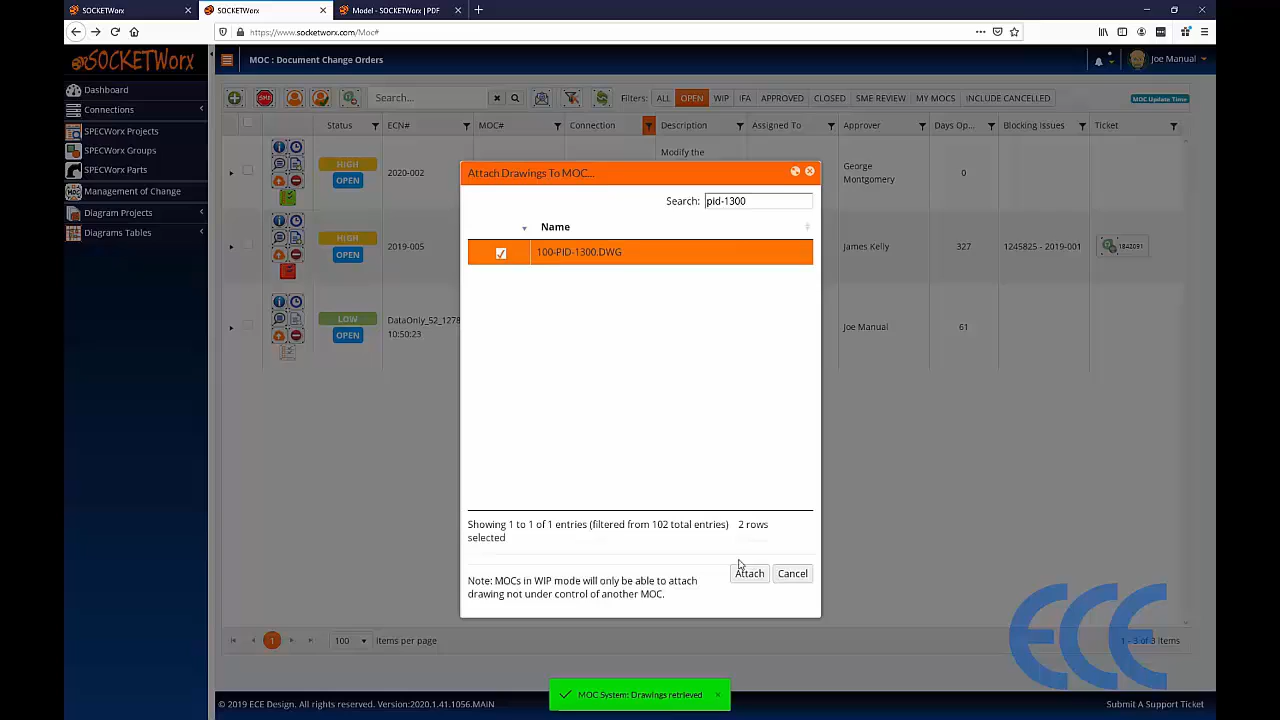 SOCKETWorx
SOCKETWorx
Model - SOCKETWorx | PDF
https://www.socketworx.com/Moc#
SOCKETWorx
MOC : Document Change Orders
Joe Manual
Dashboard
Connections
SPECWorx Projects
SPECWorx Groups
SPECWorx Parts
Management of Change
Diagram Projects
Diagrams Tables
Search...
Filters:
ALL
OPEN
WIP
IFA
APPROVED
CLOSED
SME REVIEW
MY MOCS
INCLUDE CANCELLED
MOC Update Time
Status
ECN#
MOC#
Connection
Description
Assigned To
Approver
Days Op...
Blocking Issues
Ticket
HIGH
OPEN
2020-002
Modify the
George
Montgomery
0
HIGH
OPEN
2019-005
James Kelly
327
1245825 - 2019-001
1842091
LOW
OPEN
DataOnly_52_1278
10:50:23
Joe Manual
61
Attach Drawings To MOC...
Search: pid-1300
Name
100-PID-1300.DWG
Showing 1 to 1 of 1 entries (filtered from 102 total entries) 2 rows
selected
Note: MOCs in WIP mode will only be able to attach
drawing not under control of another MOC.
Attach
Cancel
1
100
items per page
1 - 3 of 3 items
ECE
MOC System: Drawings retrieved
© 2019 ECE Design. All rights reserved. Version:2020.1.41.1056.MAIN
Submit A Support Ticket